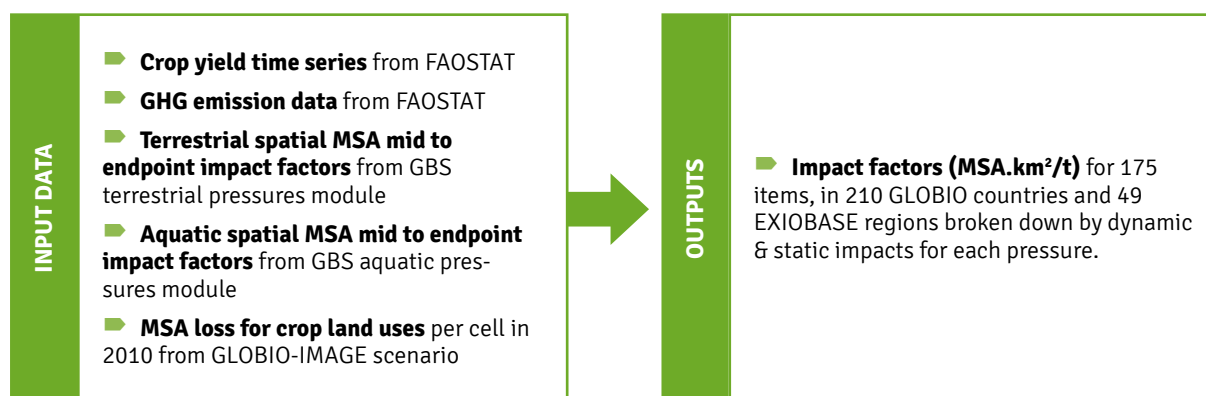 INPUT DATA
Crop yield time series from FAOSTAT
GHG emission data from FAOSTAT
Terrestrial spatial MSA mid to
endpoint impact factors from GBS
terrestrial pressures module
Aquatic spatial MSA mid to endpoint
impact factors from GBS aquatic pres-
sures module
MSA loss for crop land uses per cell in
2010 from GLOBIO-IMAGE scenario
OUTPUTS
Impact factors (MSA.km²/t) for 175
items, in 210 GLOBIO countries and 49
EXIOBASE regions broken down by dynamic
& static impacts for each pressure.